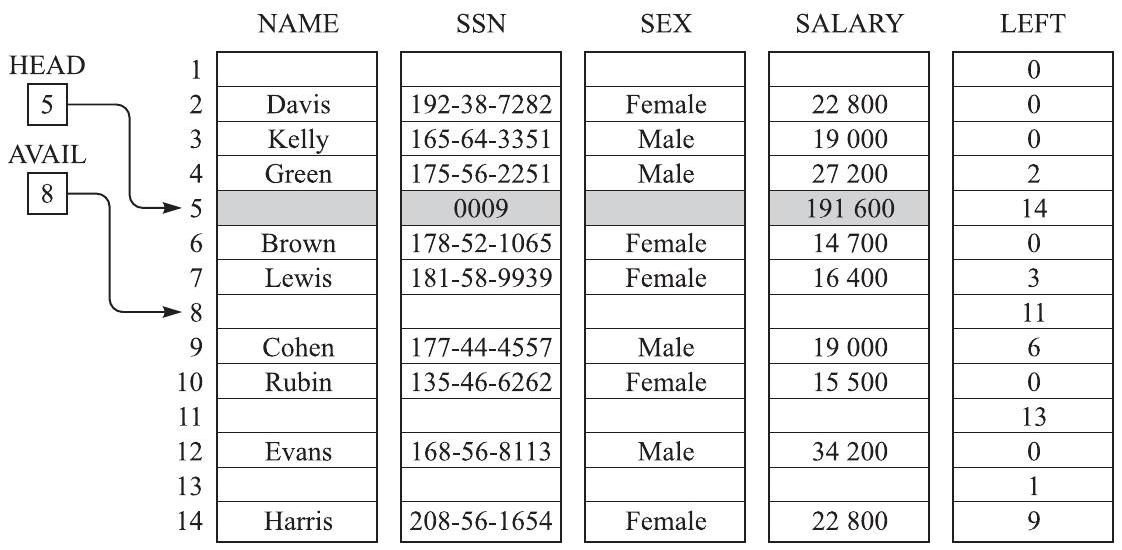 NAME SSN SEX SALARY LEFT
HEAD 1 0
5 2 Davis 192-38-7282 Female 22 800 0
3 Kelly 165-64-3351 Male 19 000 0
AVAIL
8 4 Green 175-56-2251 Male 27 200 2
5 0009 191 600 14
6 Brown 178-52-1065 Female 14 700 0
7 Lewis 181-58-9939 Female 16 400 3
8 11
9 Cohen 177-44-4557 Male 19 000 6
10 Rubin 135-46-6262 Female 15 500 0
11 13
12 Evans 168-56-8113 Male 34 200 0
13 1
14 Harris 208-56-1654 Female 22 800 9